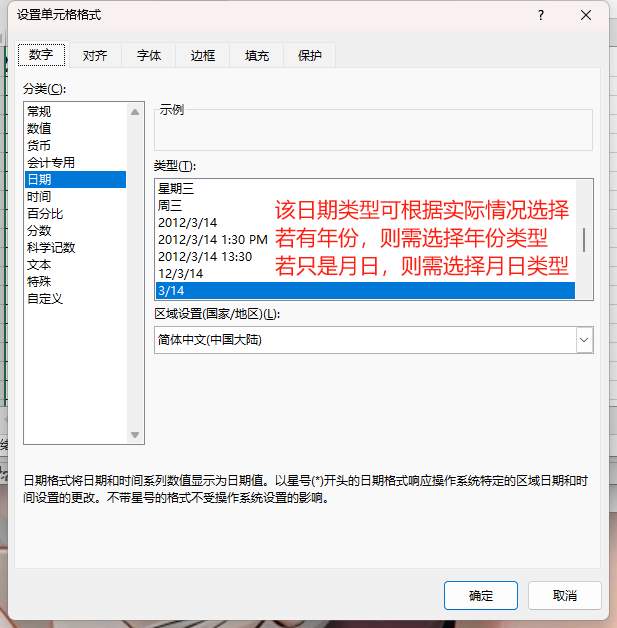 设置单元格格式
?
数字
对齐
字体
边框
填充
保护
分类(C):
常规
数值
货币
会计专用
日期
时间
百分比
分数
科学记数
文本
特殊
自定义
示例
类型(T):
星期三
周三
2012/3/14
2012/3/14 1:30 PM
2012/3/14 13:30
12/3/14
3/14
该日期类型可根据实际情况选择
若有年份，则需选择年份类型
若只是月日，则需选择月日类型
区域设置(国家/地区)(L):
简体中文(中国大陆)
日期格式将日期和时间系列数值显示为日期值。以星号(*)开头的日期格式响应操作系统特定的区域日期和时
间设置的更改。不带星号的格式不受操作系统设置的影响。
确定
取消